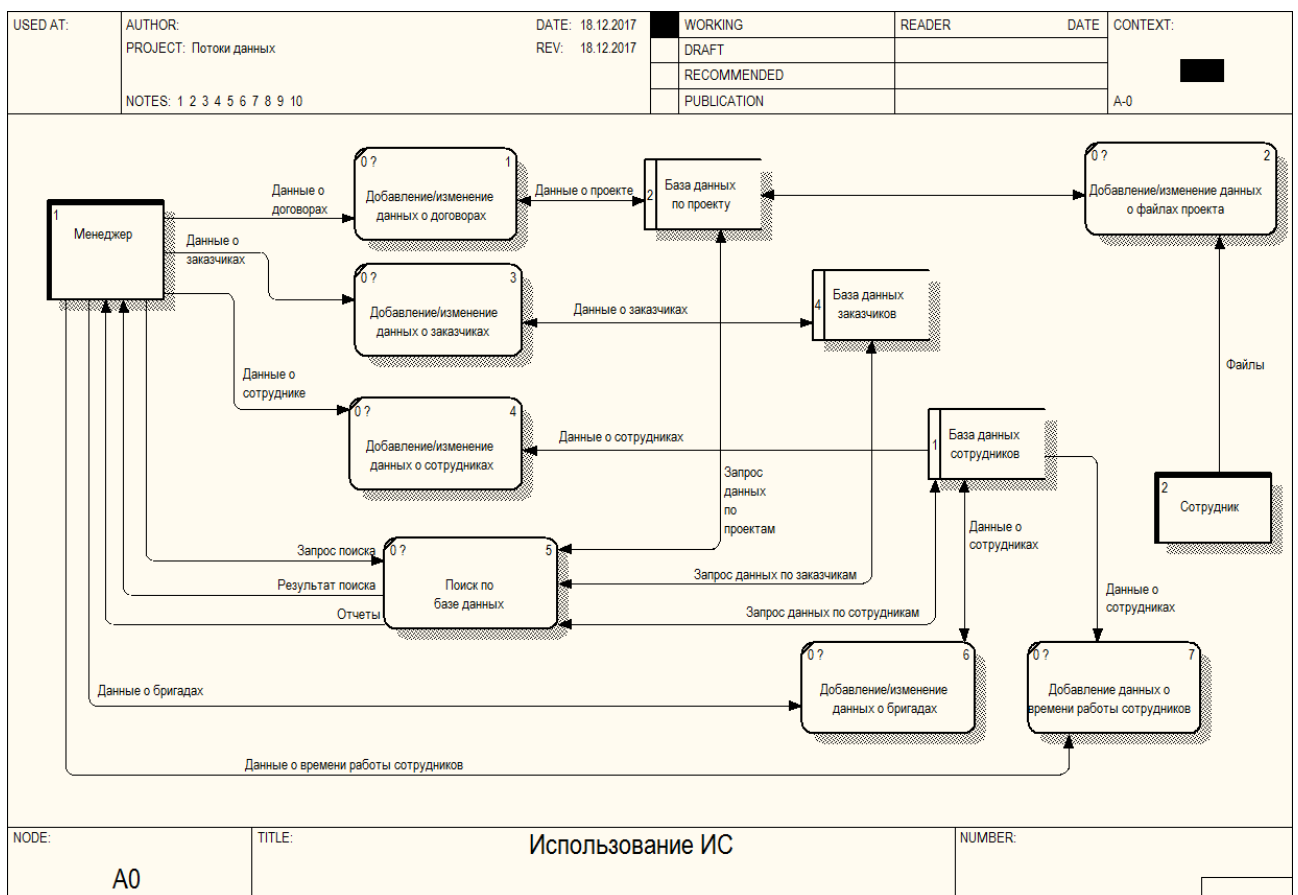 USED AT:
AUTHOR:
DATE: 18.12.2017
PROJECT: Потоки данных
REV: 18.12.2017
NOTES: 1 2 3 4 5 6 7 8 9 10
WORKING
DRAFT
RECOMMENDED
PUBLICATION
READER
DATE
CONTEXT:
A-0
1
Менеджер
Данные о
договорах
0 ?
1
Добавление/изменение
данных о договорах
Данные о проекте
2
База данных
по проекту
0 ?
2
Добавление/изменение данных
о файлах проекта
Данные о
заказчиках
0 ?
3
Добавление/изменение
данных о заказчиках
Данные о заказчиках
4
База данных
заказчиков
Файлы
Данные о
сотруднике
0 ?
4
Добавление/изменение
данных о сотрудниках
Данные о сотрудниках
1
База данных
сотрудников
2
Сотрудник
Запрос
данных
по
проектам
Данные о
сотрудниках
Запрос поиска
Результат поиска
Отчеты
0 ?
5
Поиск по
базе данных
Запрос данных по заказчикам
Запрос данных по сотрудникам
Данные о
сотрудниках
0 ?
6
Добавление/изменение
данных о бригадах
0 ?
7
Добавление данных о
времени работы сотрудников
Данные о бригадах
Данные о времени работы сотрудников
NODE:
A0
TITLE:
Использование ИС
NUMBER: